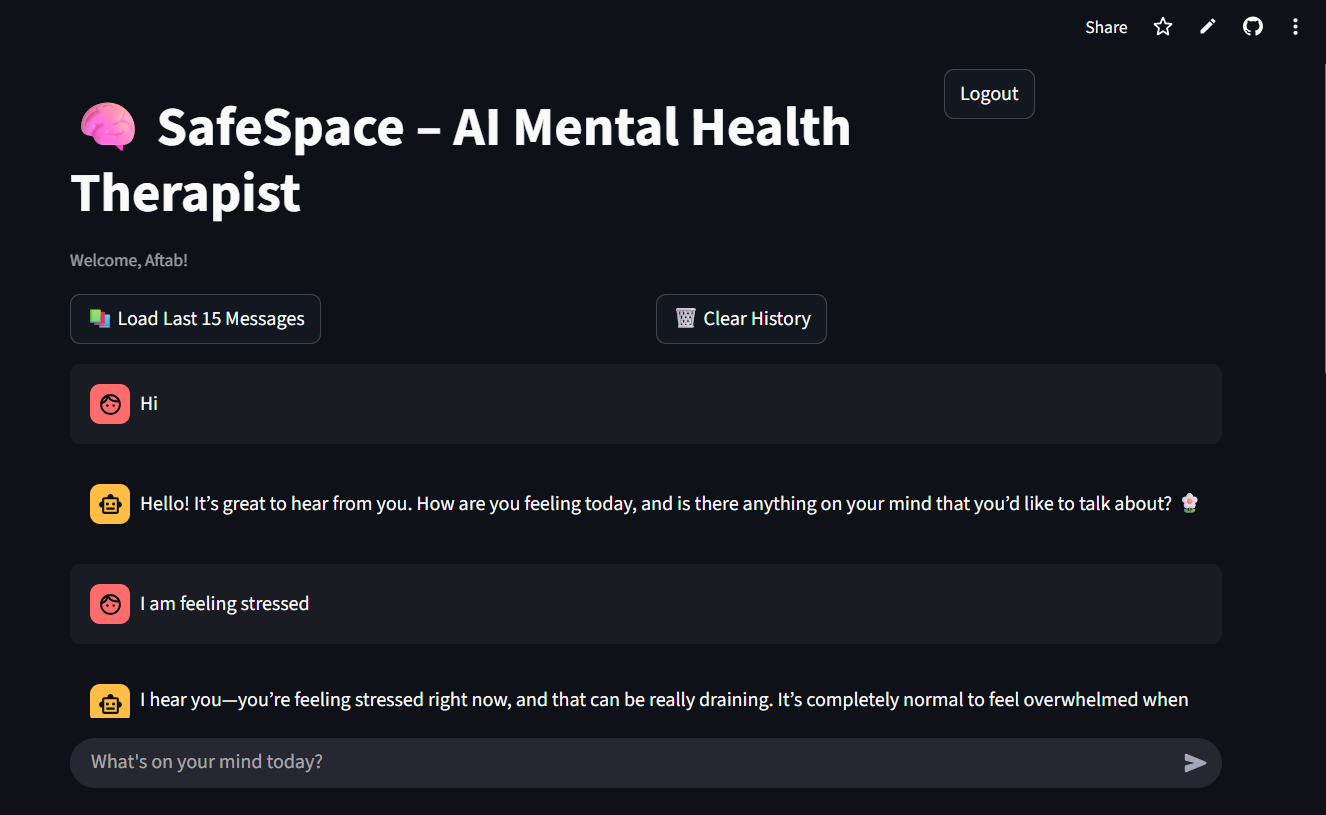 Share
Logout
SafeSpace – AI Mental Health
Therapist
Welcome, Aftab!
Load Last 15 Messages
Clear History
Hi
Hello! It’s great to hear from you. How are you feeling today, and is there anything on your mind that you’d like to talk about?
I am feeling stressed
I hear you—you’re feeling stressed right now, and that can be really draining. It’s completely normal to feel overwhelmed when
What's on your mind today?